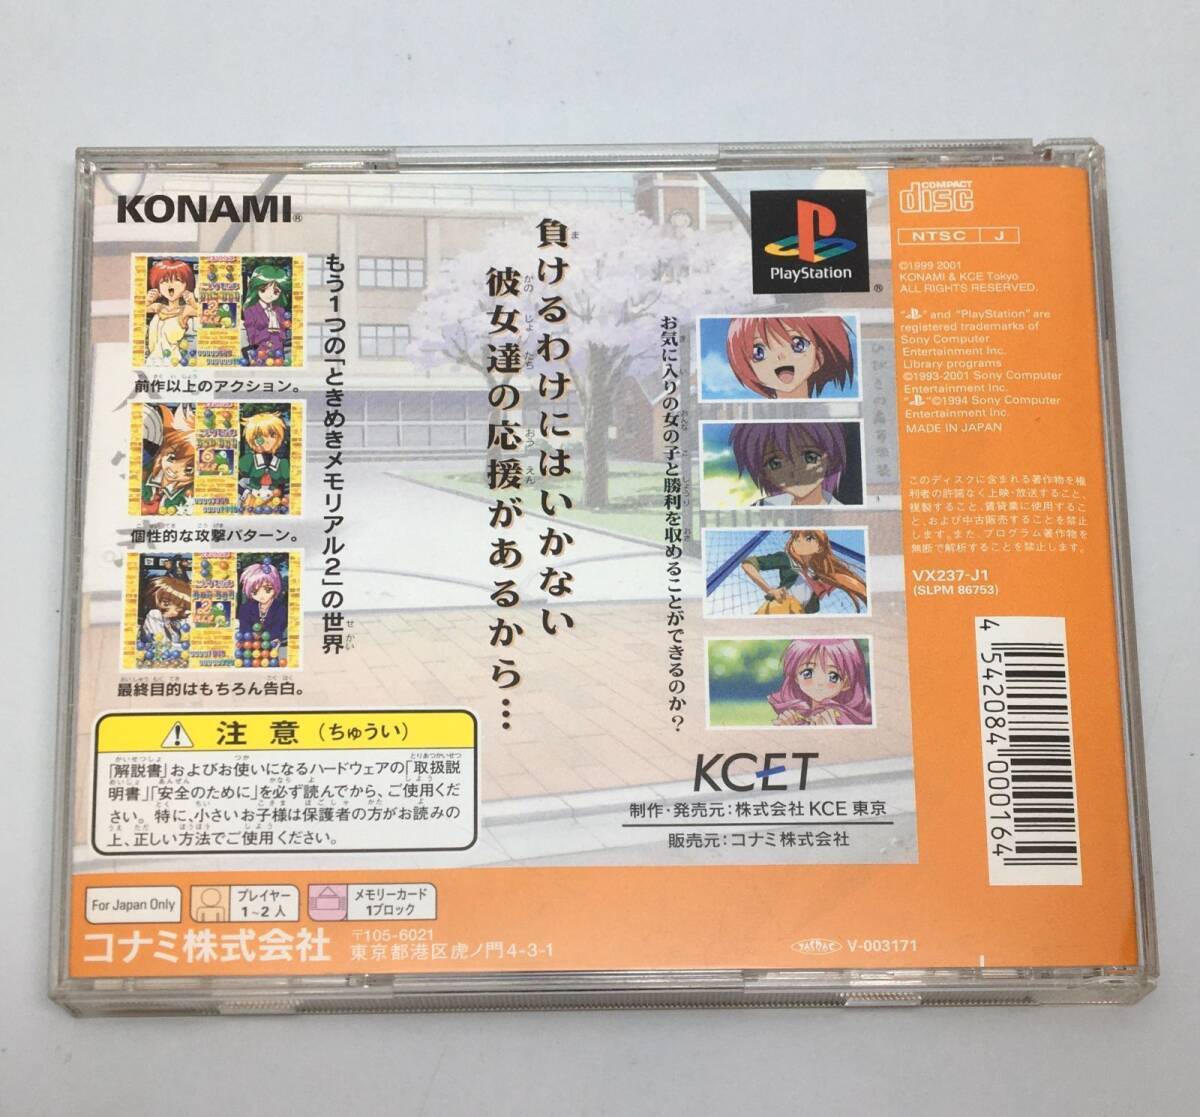 KONAMI®
負けるわけにはいかない
彼女達の応援があるから…
もう1つの「ときめきメモリアル2」の世界
前作以上のアクション。
個性的な攻撃パターン。
最終目的はもちろん告白。
お気に入りの女の子と勝利を収めることができるのか?
PlayStation
®
COMPACT
disc
NTSC J
©1999 2001
KONAMI & KCE Tokyo
ALL RIGHTS RESERVED.
" " and "PlayStation" are
registered trademarks of
Sony Computer
Entertainment Inc.
Library programs
©1993-2001 Sony Computer
Entertainment Inc.
" "©1994 Sony Computer
Entertainment Inc.
MADE IN JAPAN
このディスクに含まれる著作物を権
利者の許諾なく上映・放送すること、
複製すること、賃貸業に使用するこ
と、および中古販売することを禁止
します。また、プログラム著作物を
無断で解析することを禁止します。
VX237-J1
(SLPM 86753)
4 542084 000164
注意(ちゅうい)
「解説書」およびお使いになるハードウェアの「取扱説
明書」「安全のために」を必ず読んでから、ご使用くだ
さい。特に、小さいお子様は保護者の方がお読みの
上、正しい方法でご使用ください。
KCET
制作・発売元:株式会社KCE東京
販売元:コナミ株式会社
For Japan Only
プレイヤー
1~2人
メモリーカード
1ブロック
コナミ株式会社
〒105-6021
東京都港区虎ノ門4-3-1
V-003171